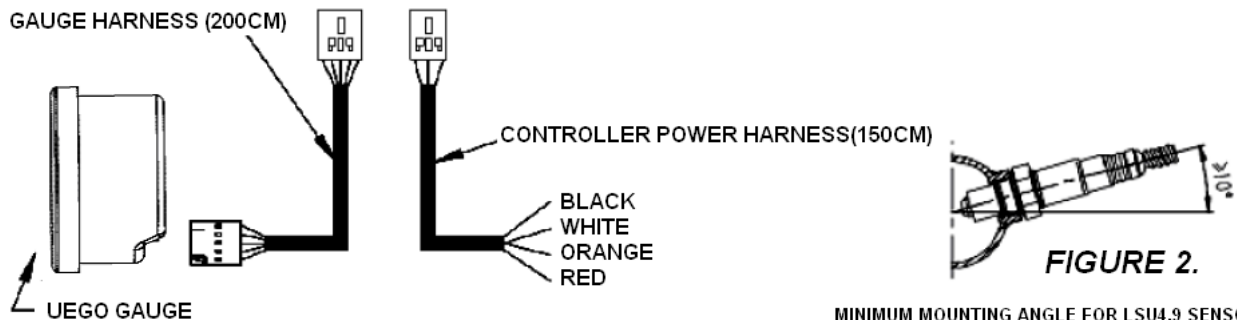 GAUGE HARNESS (200CM)
CONTROLLER POWER HARNESS(150CM)
BLACK
WHITE
ORANGE
RED
UEGO GAUGE
≥10°
FIGURE 2.
MINIMUM MOUNTING ANGLE FOR LSU4.9